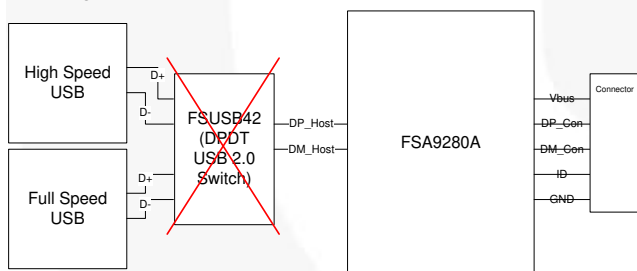 High Speed
USB
D+
D-
FSUSB42
(DPDT
USB 2.0
Switch)
Full Speed
USB
D+
D-
DP_Host
DM_Host
FSA9280A
Vbus
DP_Con
DM_Con
ID
GND
Connector